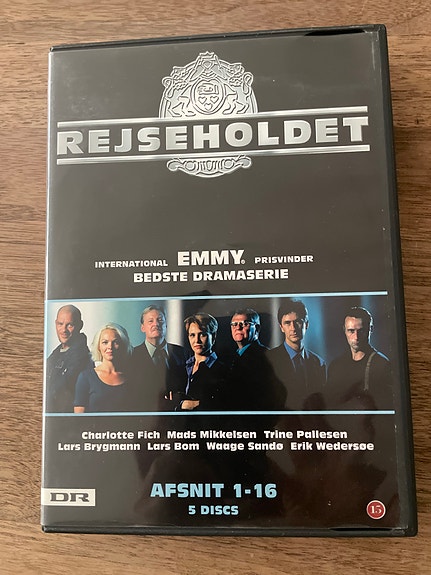 REJSEHOLDET
INTERNATIONAL EMMY® PRISVINDER
BEDSTE DRAMASERIE
Charlotte Fich Mads Mikkelsen Trine Pallesen
Lars Brygmann Lars Bom Waage Sandø Erik Wedersøe
AFSNIT 1-16
5 DISCS
DR
15